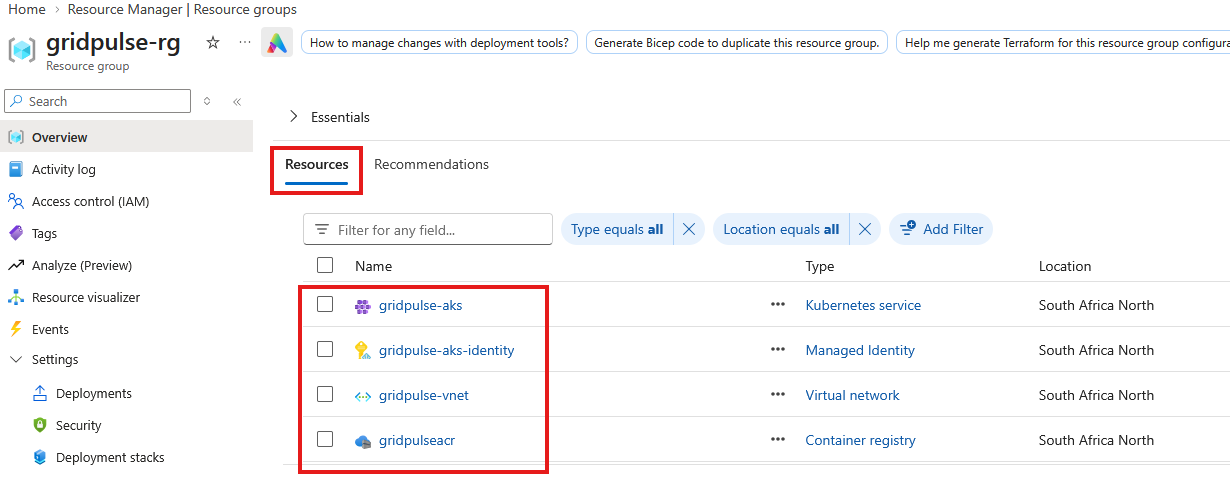 Home > Resource Manager | Resource groups
gridpulse-rg
Resource group
How to manage changes with deployment tools?
Generate Bicep code to duplicate this resource group.
Help me generate Terraform for this resource group configura
Search
Overview
Activity log
Access control (IAM)
Tags
Analyze (Preview)
Resource visualizer
Events
Settings
Deployments
Security
Deployment stacks
Essentials
Resources Recommendations
Filter for any field... Type equals all Location equals all Add Filter
Name Type Location
gridpulse-aks Kubernetes service South Africa North
gridpulse-aks-identity Managed Identity South Africa North
gridpulse-vnet Virtual network South Africa North
gridpulseacr Container registry South Africa North